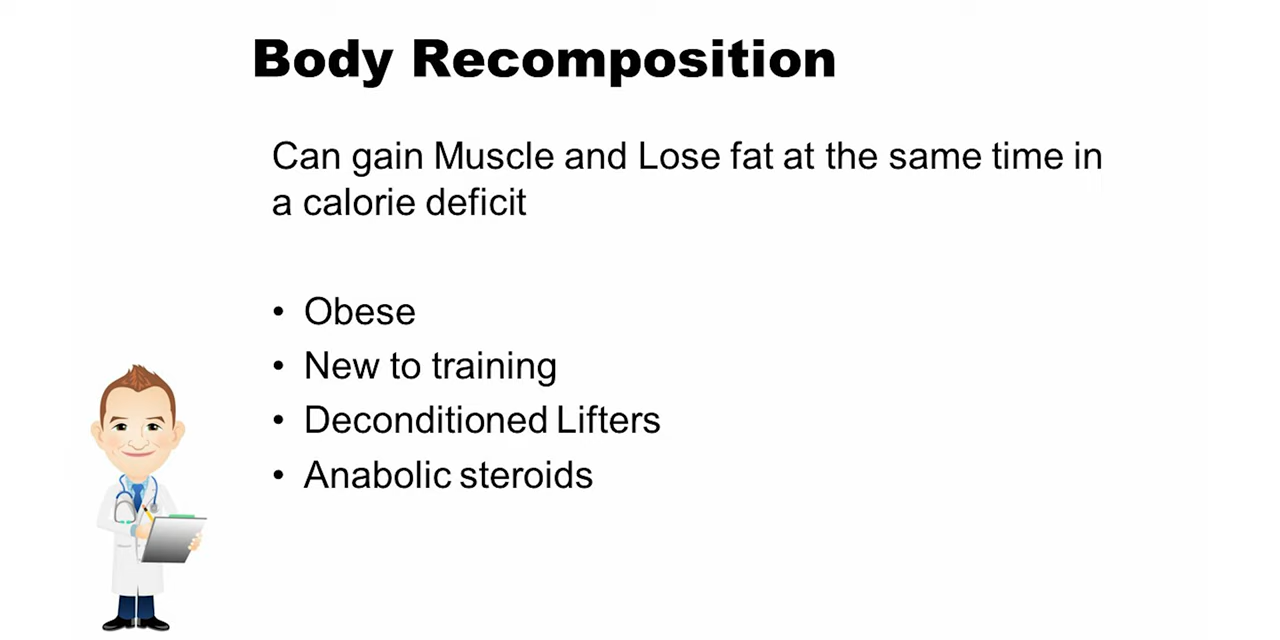 Body Recomposition
Can gain Muscle and Lose fat at the same time in
a calorie deficit
• Obese
• New to training
• Deconditioned Lifters
• Anabolic steroids